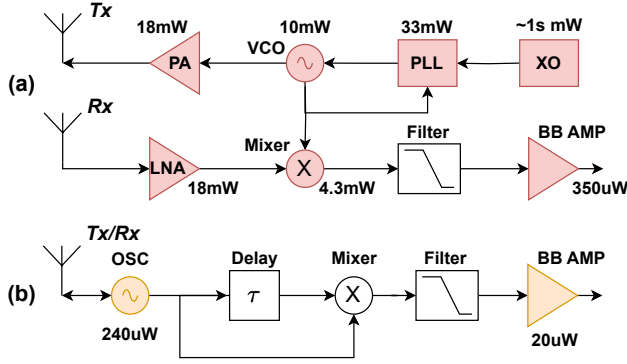 Tx
18mW
10mW
33mW
~1s mW
VCO
PA
PLL
XO
(a)
Rx
Mixer
Filter
BB AMP
LNA
X
18mW
4.3mW
350uW
Tx/Rx
OSC
Delay
Mixer
Filter
BB AMP
(b)
τ
X
240uW
20uW